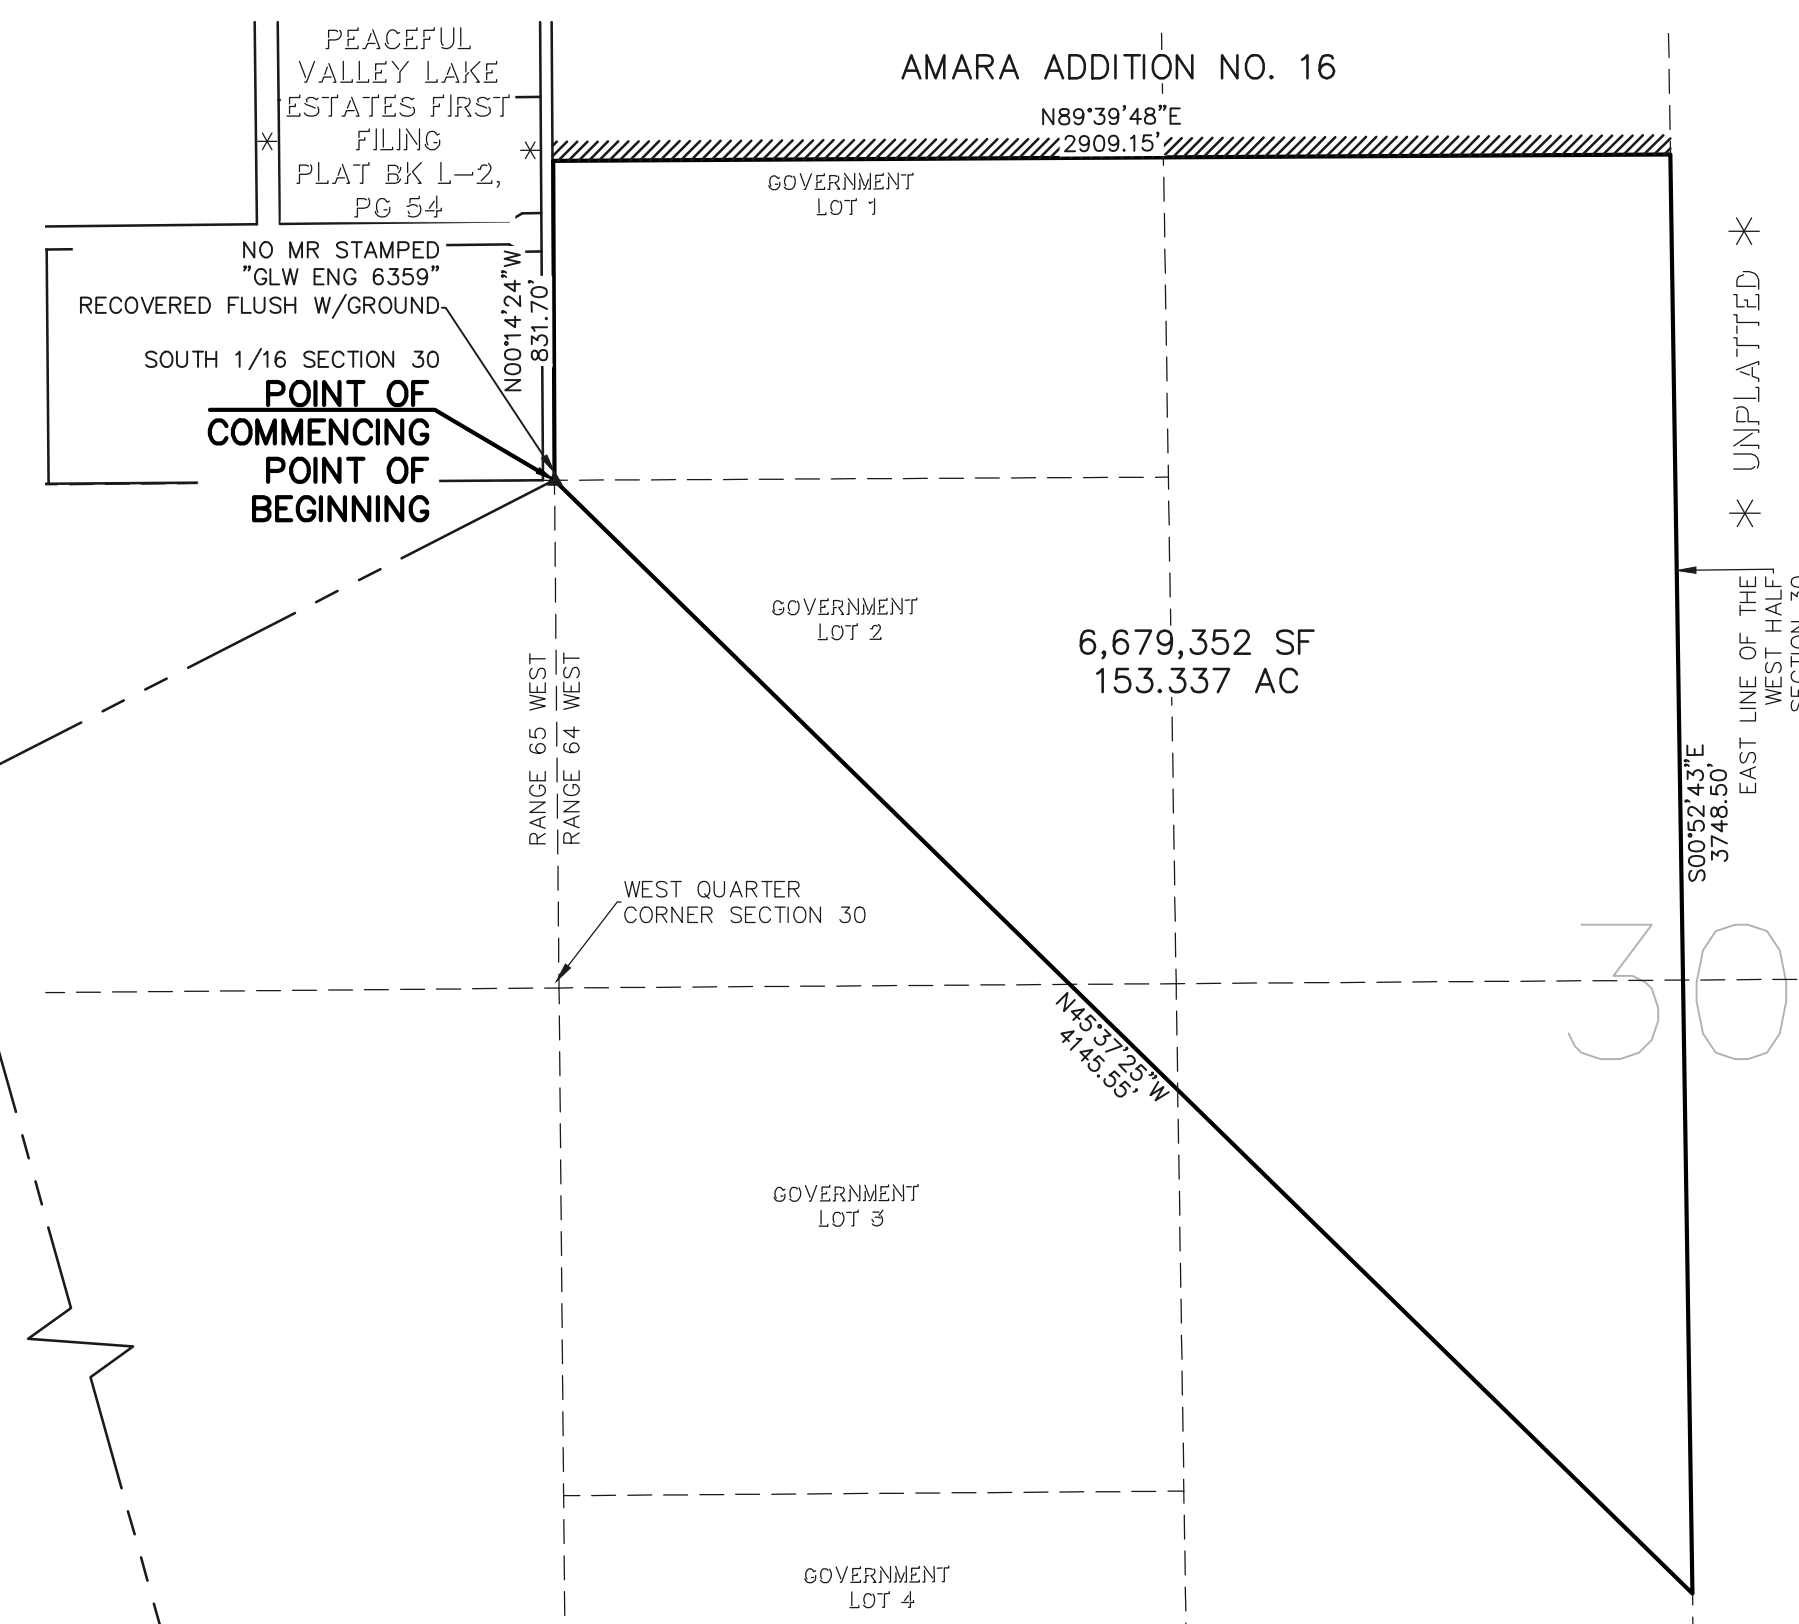 PEACEFUL
VALLEY LAKE
ESTATES FIRST
FILING
PLAT BK L-2,
PG 54
AMARA ADDITION NO. 16
N89°39'48"E
2909.15'
GOVERNMENT
LOT 1
NO MR STAMPED
"GLW ENG 6359"
RECOVERED FLUSH W/GROUND
SOUTH 1/16 SECTION 30
POINT OF
COMMENCING
POINT OF
BEGINNING
N00°14'24"W
831.70'
* UNPLATTED *
EAST LINE OF THE
WEST HALF
SECTION 30
GOVERNMENT
LOT 2
6,679,352 SF
153.337 AC
RANGE 65 WEST
RANGE 64 WEST
S00°52'43"E
3748.50'
WEST QUARTER
CORNER SECTION 30
30
N45°37'25"W
4145.55'
GOVERNMENT
LOT 3
GOVERNMENT
LOT 4